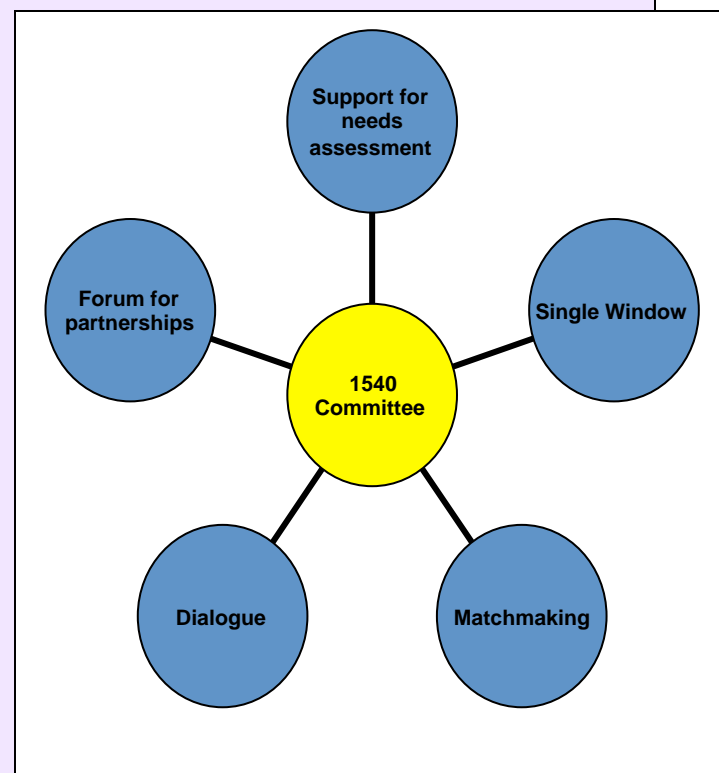 Support for
needs
assessment
Forum for
partnerships
Single Window
1540
Committee
Dialogue
Matchmaking